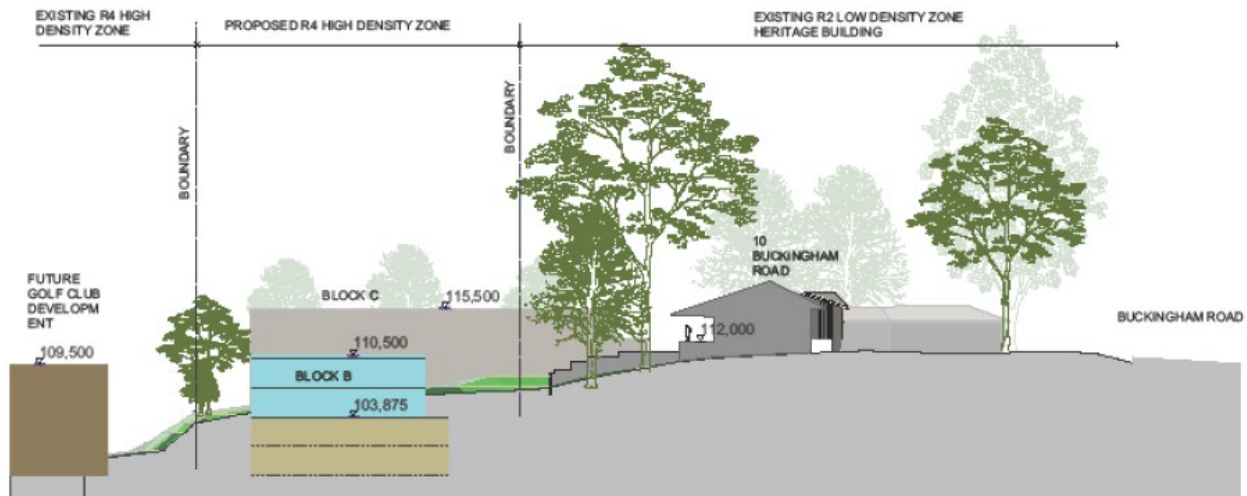 EXISTING R4 HIGH
DENSITY ZONE
PROPOSED R4 HIGH DENSITY ZONE
EXISTING R2 LOW DENSITY ZONE
HERITAGE BUILDING
BOUNDARY
BOUNDARY
10
BUCKINGHAM
ROAD
FUTURE
GOLF CLUB
DEVELOPM
ENT
109,500
BLOCK C
115,500
110,500
BLOCK B
103,875
112,000
BUCKINGHAM ROAD